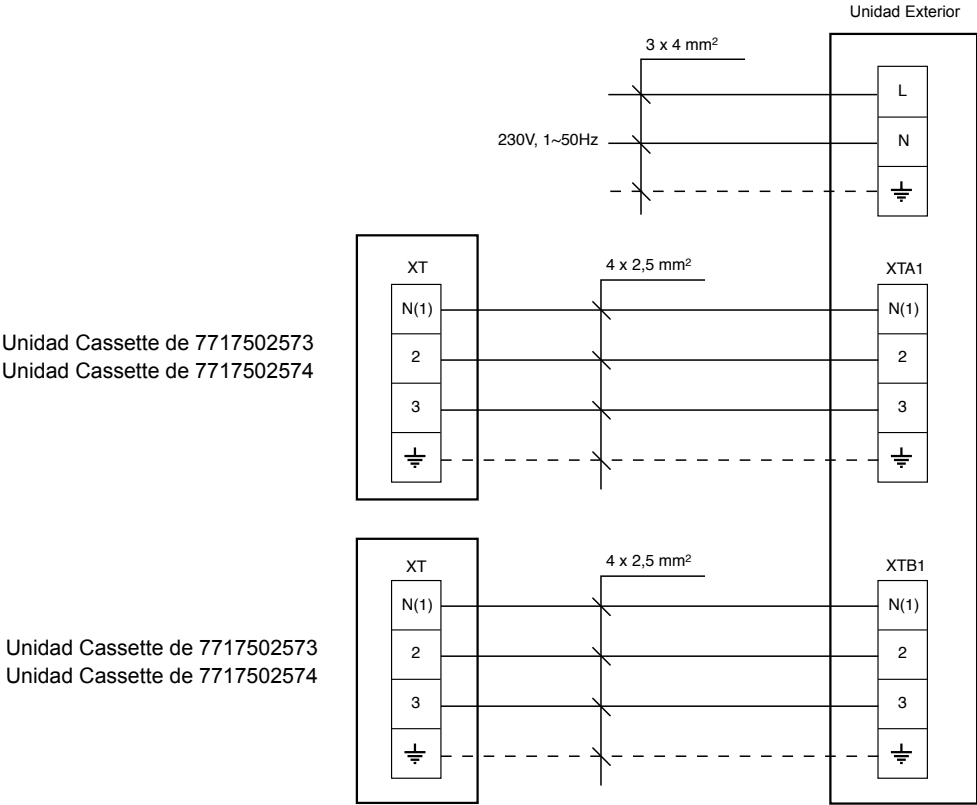 Unidad Exterior
3 x 4 mm²
L
230V, 1~50Hz
N
XT
4 x 2,5 mm²
XTA1
N(1)
N(1)
Unidad Cassette de 7717502573
Unidad Cassette de 7717502574
2
2
3
3
XT
4 x 2,5 mm²
XTB1
N(1)
N(1)
Unidad Cassette de 7717502573
Unidad Cassette de 7717502574
2
2
3
3